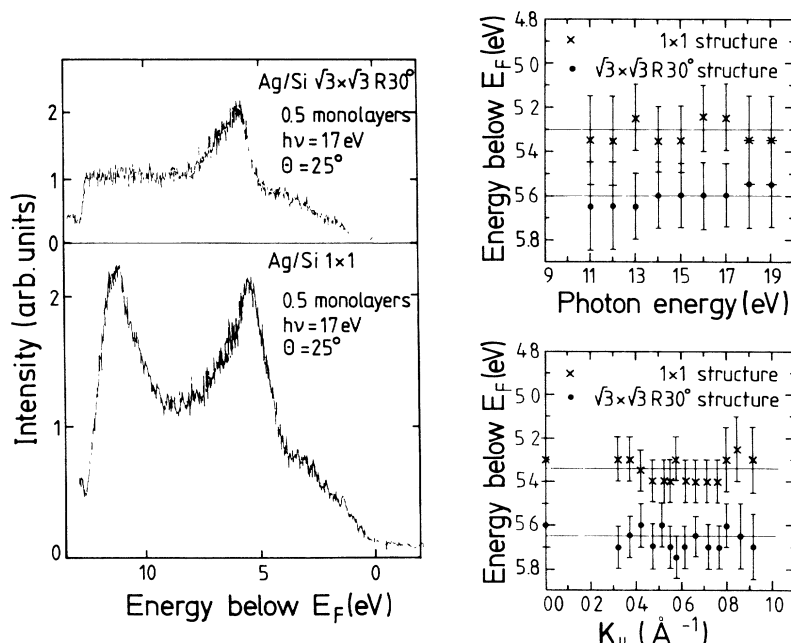 Ag/Si √3×√3 R30°
0.5 monolayers
hν=17eV
Θ=25°
2
1
0
Ag/Si 1×1
0.5 monolayers
hν=17eV
Θ=25°
2
1
0
10 5 0
Intensity (arb. units)
Energy below E_F(eV)
4.8
5.0
5.2
5.4
5.6
5.8
× 1×1 structure
• √3×√3 R30° structure
Energy below E_F(eV)
9 11 13 15 17 19
Photon energy(eV)
4.8
5.0
5.2
5.4
5.6
5.8
× 1×1 structure
• √3×√3 R30° structure
Energy below E_F(eV)
0.0 0.2 0.4 0.6 0.8 1.0
K_∥ (Å⁻¹)